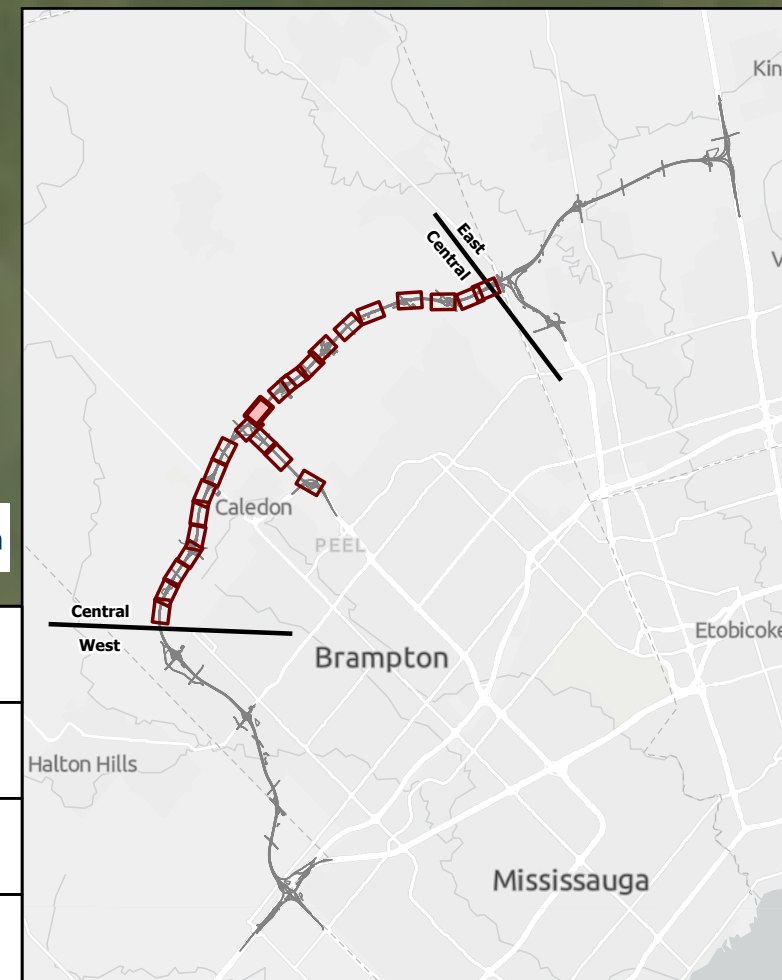 Kin
East
Central
Caledon
PEEL
Central
West
Etobicoke
Brampton
Halton Hills
Mississauga